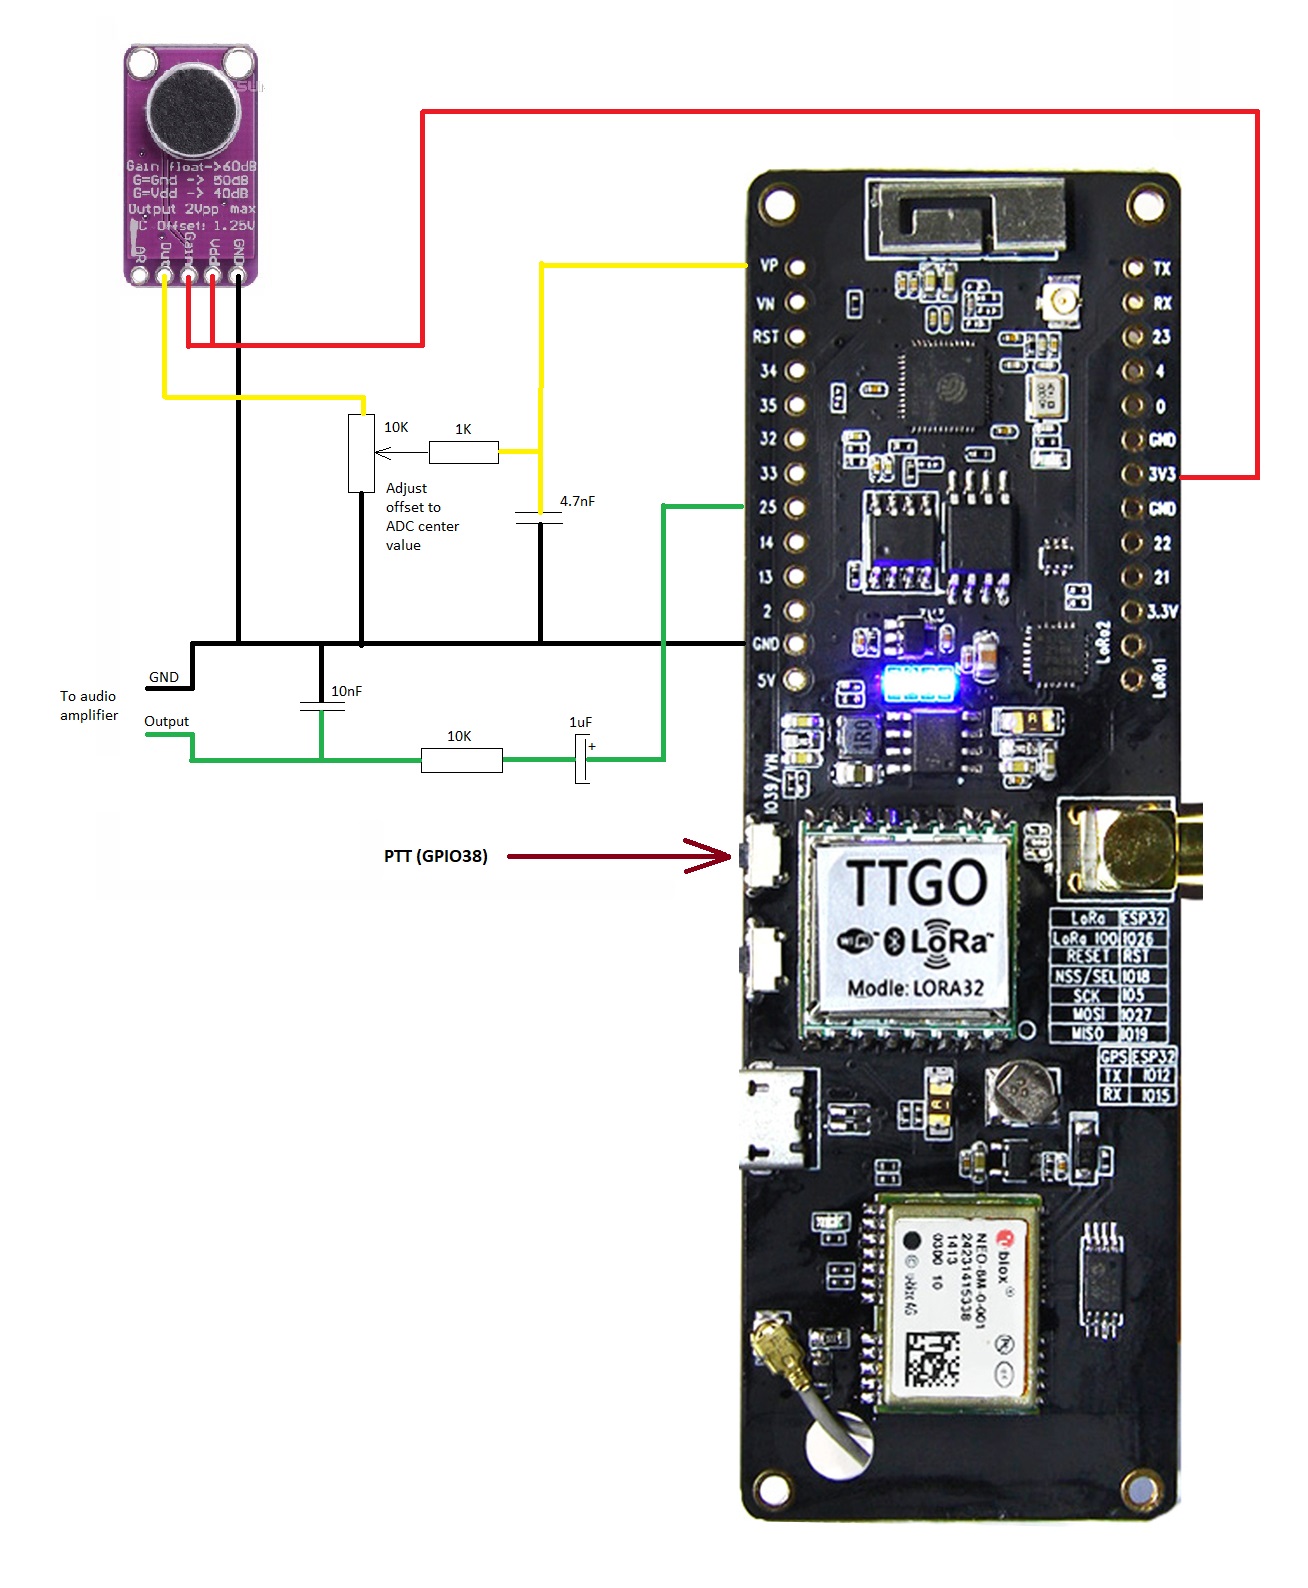 Gain float->60dB
G=Gnd -> 50dB
G=Vdd -> 40dB
Output 2Vpp max
DC Offset: 1.25V
AR
Out
Gain
Vdd
GND
10K
1K
Adjust
offset to
ADC center
value
4.7nF
GND
To audio
amplifier
Output
10nF
10K
1uF
+
PTT (GPIO38)
VP
VN
RST
34
35
32
33
25
14
13
2
GND
5V
IO39/VN
TX
RX
23
4
0
GND
3V3
GND
22
21
3.3V
LoRa2
LoRa1
1R0
TTGO
WiFi LoRa™
Modle: LORA32
LoRa ESP32
LoRa IO0 IO26
RESET RST
NSS/SEL IO18
SCK IO5
MOSI IO27
MISO IO19
GPS ESP32
TX IO12
RX IO15
ublox
NEO-6M-0-001
24231415338
1413
0300 10